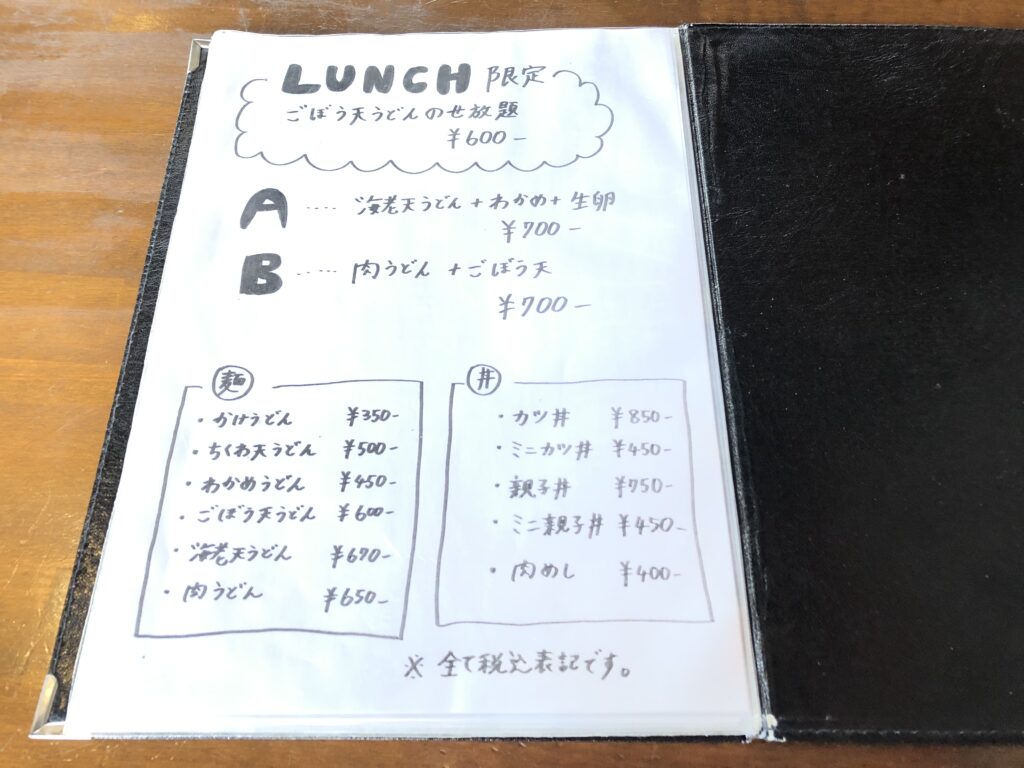 LUNCH 限定
ごぼう天うどんのせ放題
¥600-
A ････ 海老天うどん+わかめ+生卵
¥700-
B ････ 肉うどん +ごぼう天
¥700-
麺
・かけうどん ¥350-
・ちくわ天うどん ¥500-
・わかめうどん ¥450-
・ごぼう天うどん ¥600-
・海老天うどん ¥670-
・肉うどん ¥650-
丼
・カツ丼 ¥850-
・ミニカツ丼 ¥450-
・親子丼 ¥750-
・ミニ親子丼 ¥450-
・肉めし ¥400-
※ 全て税込表記です。